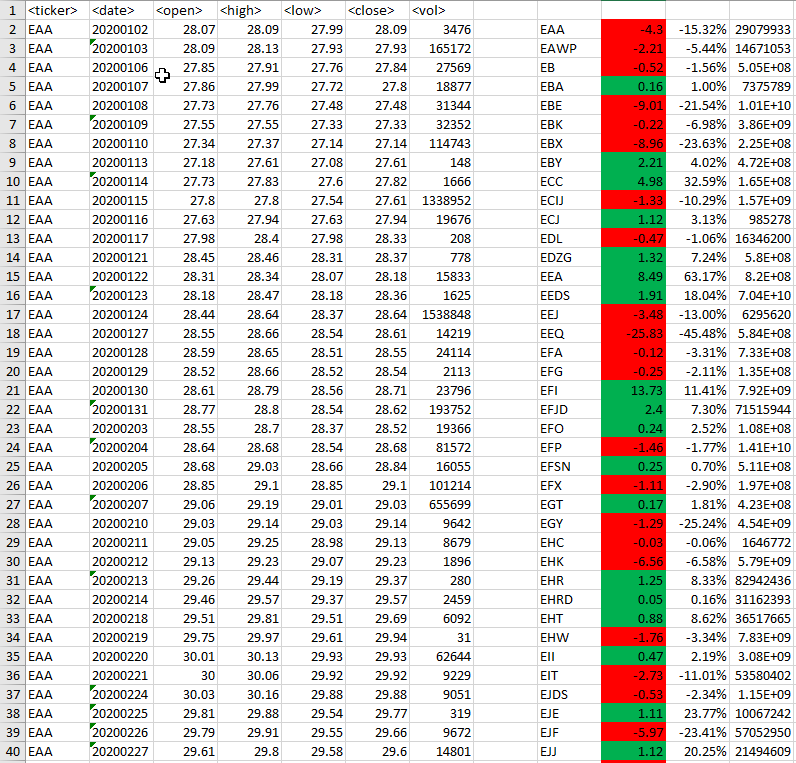 1 <ticker> <date> <open> <high> <low> <close> <vol>
2 EAA 20200102 28.07 28.09 27.99 28.09 3476 EAA -4.3 -15.32% 29079933
3 EAA 20200103 28.09 28.13 27.93 27.93 165172 EAWP -2.21 -5.44% 14671053
4 EAA 20200106 27.85 27.91 27.76 27.84 27569 EB -0.52 -1.56% 5.05E+08
5 EAA 20200107 27.86 27.99 27.72 27.8 18877 EBA 0.16 1.00% 7375789
6 EAA 20200108 27.73 27.76 27.48 27.48 31344 EBE -9.01 -21.54% 1.01E+10
7 EAA 20200109 27.55 27.55 27.33 27.33 32352 EBK -0.22 -6.98% 3.86E+09
8 EAA 20200110 27.34 27.37 27.14 27.14 114743 EBX -8.96 -23.63% 2.25E+08
9 EAA 20200113 27.18 27.61 27.08 27.61 148 EBY 2.21 4.02% 4.72E+08
10 EAA 20200114 27.73 27.83 27.6 27.82 1666 ECC 4.98 32.59% 1.65E+08
11 EAA 20200115 27.8 27.8 27.54 27.61 1338952 ECIJ -1.33 -10.29% 1.57E+09
12 EAA 20200116 27.63 27.94 27.63 27.94 19676 ECJ 1.12 3.13% 985278
13 EAA 20200117 27.98 28.4 27.98 28.33 208 EDL -0.47 -1.06% 16346200
14 EAA 20200121 28.45 28.46 28.31 28.37 778 EDZG 1.32 7.24% 5.8E+08
15 EAA 20200122 28.31 28.34 28.07 28.18 15833 EEA 8.49 63.17% 8.2E+08
16 EAA 20200123 28.18 28.47 28.18 28.36 1625 EEDS 1.91 18.04% 7.04E+10
17 EAA 20200124 28.44 28.64 28.37 28.64 1538848 EEJ -3.48 -13.00% 6295620
18 EAA 20200127 28.55 28.66 28.54 28.61 14219 EEQ -25.83 -45.48% 5.84E+08
19 EAA 20200128 28.59 28.65 28.51 28.55 24114 EFA -0.12 -3.31% 7.33E+08
20 EAA 20200129 28.52 28.66 28.52 28.54 2113 EFG -0.25 -2.11% 1.35E+08
21 EAA 20200130 28.61 28.79 28.56 28.71 23796 EFI 13.73 11.41% 7.92E+09
22 EAA 20200131 28.77 28.8 28.54 28.62 193752 EFJD 2.4 7.30% 71515944
23 EAA 20200203 28.55 28.7 28.37 28.52 19366 EFO 0.24 2.52% 1.08E+08
24 EAA 20200204 28.64 28.68 28.54 28.68 81572 EFP -1.46 -1.77% 1.41E+10
25 EAA 20200205 28.68 29.03 28.66 28.84 16055 EFSN 0.25 0.70% 5.11E+08
26 EAA 20200206 28.85 29.1 28.85 29.1 101214 EFX -1.11 -2.90% 1.97E+08
27 EAA 20200207 29.06 29.19 29.01 29.03 655699 EGT 0.17 1.81% 4.23E+08
28 EAA 20200210 29.03 29.14 29.03 29.14 9642 EGY -1.29 -25.24% 4.54E+09
29 EAA 20200211 29.05 29.25 28.98 29.13 8679 EHC -0.03 -0.06% 1646772
30 EAA 20200212 29.13 29.23 29.07 29.23 1896 EHK -6.56 -6.58% 5.79E+09
31 EAA 20200213 29.26 29.44 29.19 29.37 280 EHR 1.25 8.33% 82942436
32 EAA 20200214 29.46 29.57 29.37 29.57 2459 EHRD 0.05 0.16% 31162393
33 EAA 20200218 29.51 29.81 29.51 29.69 6092 EHT 0.88 8.62% 36517665
34 EAA 20200219 29.75 29.97 29.61 29.94 31 EHW -1.76 -3.34% 7.83E+09
35 EAA 20200220 30.01 30.13 29.93 29.93 62644 EII 0.47 2.19% 3.08E+09
36 EAA 20200221 30 30.06 29.92 29.92 9229 EIT -2.73 -11.01% 53580402
37 EAA 20200224 30.03 30.16 29.88 29.88 9051 EJDS -0.53 -2.34% 1.15E+09
38 EAA 20200225 29.81 29.88 29.54 29.77 319 EJE 1.11 23.77% 10067242
39 EAA 20200226 29.79 29.91 29.55 29.66 9672 EJF -5.97 -23.41% 57052950
40 EAA 20200227 29.61 29.8 29.58 29.6 14801 EJJ 1.12 20.25% 21494609